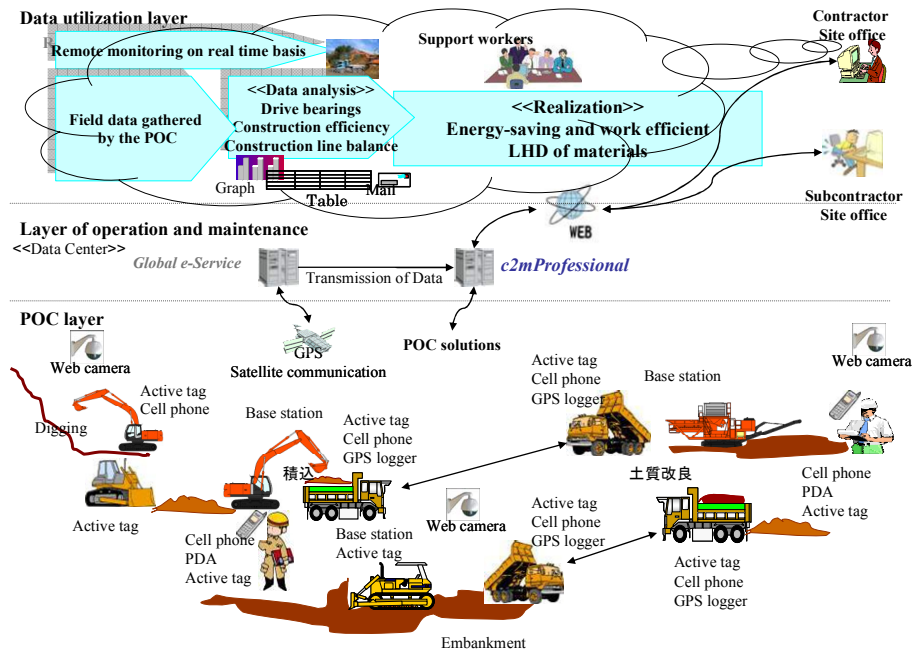 Data utilization layer
Remote monitoring on real time basis
Support workers
Contractor
Site office
Field data gathered
by the POC
<<Data analysis>>
Drive bearings
Construction efficiency
Construction line balance
<<Realization>>
Energy-saving and work efficient
LHD of materials
Graph
Table
Mail
Subcontractor
Site office
WEB
Layer of operation and maintenance
<<Data Center>>
Global e-Service
Transmission of Data
c2mProfessional
POC layer
GPS
Satellite communication
POC solutions
Web camera
Active tag
Cell phone
Digging
Active tag
Base station
積込
Active tag
Cell phone
GPS logger
Cell phone
PDA
Active tag
Base station
Active tag
Web camera
Active tag
Cell phone
GPS logger
Base station
Web camera
土質改良
Cell phone
PDA
Active tag
Active tag
Cell phone
GPS logger
Active tag
Cell phone
GPS logger
Embankment